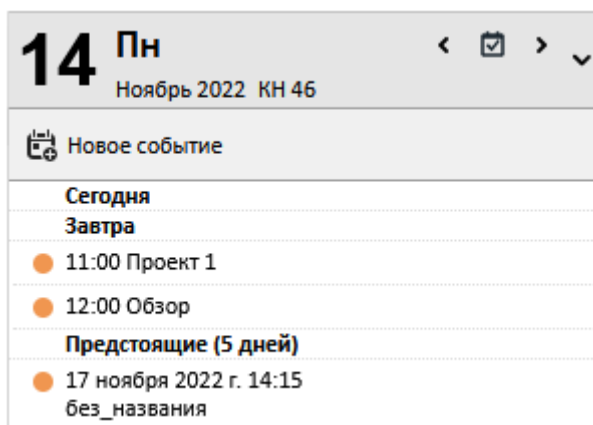 14 Пн
Ноябрь 2022 КН 46
Новое событие
Сегодня
Завтра
11:00 Проект 1
12:00 Обзор
Предстоящие (5 дней)
17 ноября 2022 г. 14:15
без_названия